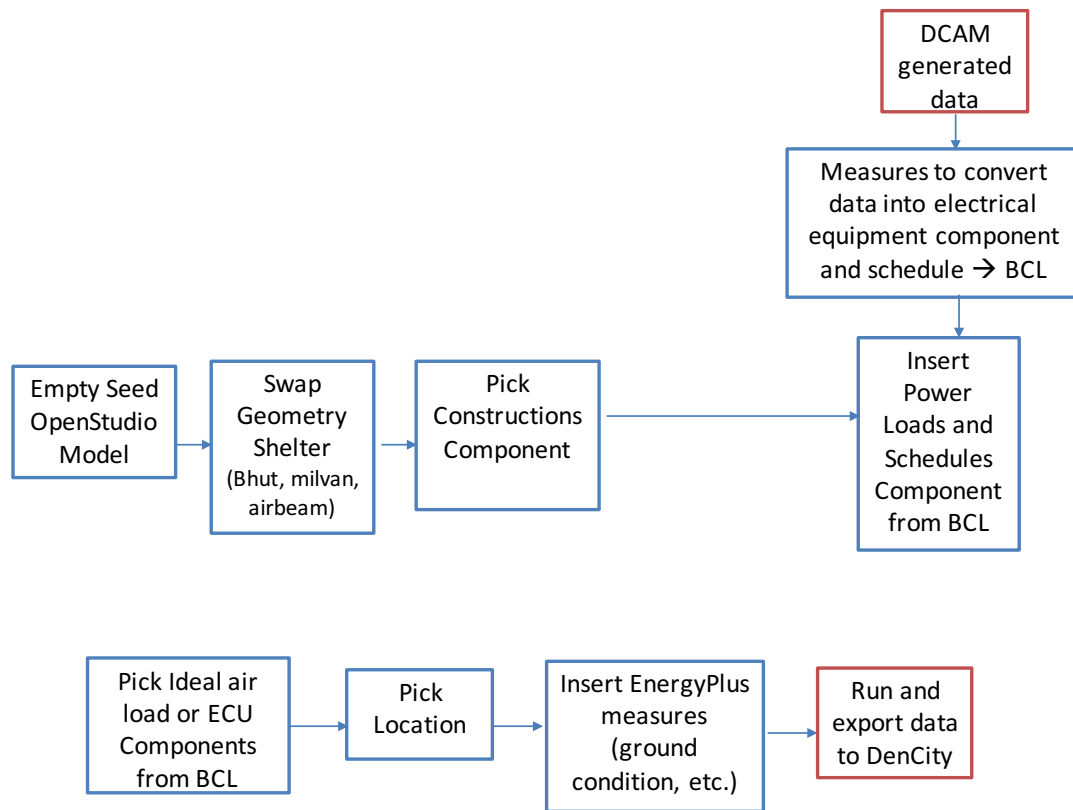 DCAM
generated
data
Measures to convert
data into electrical
equipment component
and schedule → BCL
Empty Seed
OpenStudio
Model
Swap
Geometry
Shelter
(Bhut, milvan,
airbeam)
Pick
Constructions
Component
Insert
Power
Loads and
Schedules
Component
from BCL
Pick Ideal air
load or ECU
Components
from BCL
Pick
Location
Insert EnergyPlus
measures
(ground
condition, etc.)
Run and
export data
to DenCity